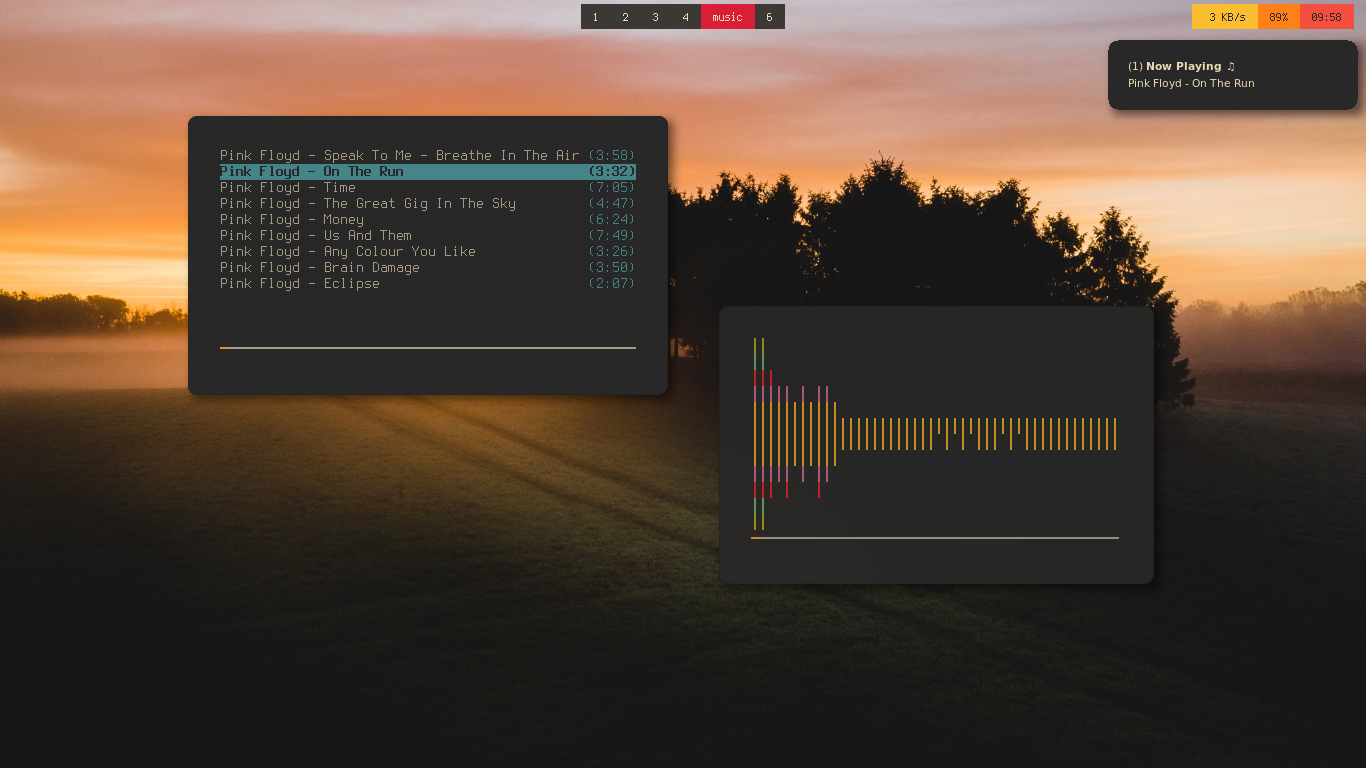 1 2 3 4 music 6
3 KB/s 89% 09:58
(1) Now Playing ♫
Pink Floyd - On The Run
Pink Floyd - Speak To Me - Breathe In The Air (3:58)
Pink Floyd - On The Run (3:32)
Pink Floyd - Time (7:05)
Pink Floyd - The Great Gig In The Sky (4:47)
Pink Floyd - Money (6:24)
Pink Floyd - Us And Them (7:49)
Pink Floyd - Any Colour You Like (3:26)
Pink Floyd - Brain Damage (3:50)
Pink Floyd - Eclipse (2:07)